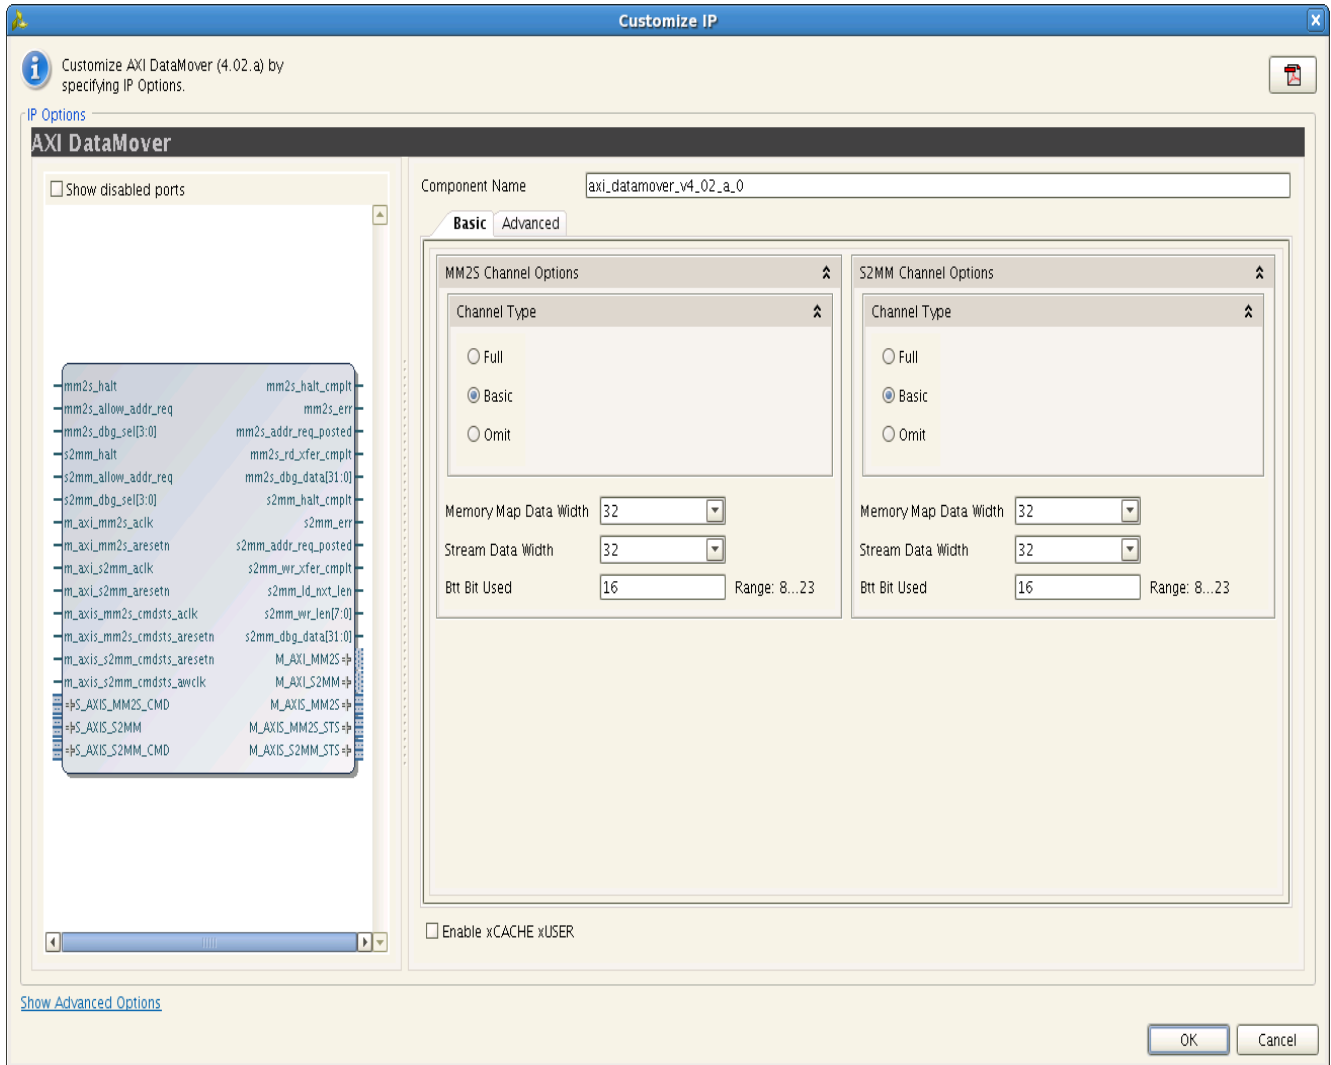 Customize IP
Customize AXI DataMover (4.02.a) by
specifying IP Options.
IP Options
AXI DataMover
Show disabled ports
mm2s_halt
mm2s_allow_addr_req
mm2s_dbg_sel[3:0]
s2mm_halt
s2mm_allow_addr_req
s2mm_dbg_sel[3:0]
m_axi_mm2s_aclk
m_axi_mm2s_aresetn
m_axi_s2mm_aclk
m_axi_s2mm_aresetn
m_axis_mm2s_cmdsts_aclk
m_axis_mm2s_cmdsts_aresetn
m_axis_s2mm_cmdsts_aresetn
m_axis_s2mm_cmdsts_awclk
S_AXIS_MM2S_CMD
S_AXIS_S2MM
S_AXIS_S2MM_CMD
mm2s_halt_cmplt
mm2s_err
mm2s_addr_req_posted
mm2s_rd_xfer_cmplt
mm2s_dbg_data[31:0]
s2mm_halt_cmplt
s2mm_err
s2mm_addr_req_posted
s2mm_wr_xfer_cmplt
s2mm_ld_nxt_len
s2mm_wr_len[7:0]
s2mm_dbg_data[31:0]
M_AXI_MM2S
M_AXI_S2MM
M_AXIS_MM2S
M_AXIS_MM2S_STS
M_AXIS_S2MM_STS
Component Name axi_datamover_v4_02_a_0
Basic Advanced
MM2S Channel Options
Channel Type
Full
Basic
Omit
Memory Map Data Width 32
Stream Data Width 32
Btt Bit Used 16 Range: 8...23
S2MM Channel Options
Channel Type
Full
Basic
Omit
Memory Map Data Width 32
Stream Data Width 32
Btt Bit Used 16 Range: 8...23
Enable xCACHE xUSER
Show Advanced Options
OK Cancel